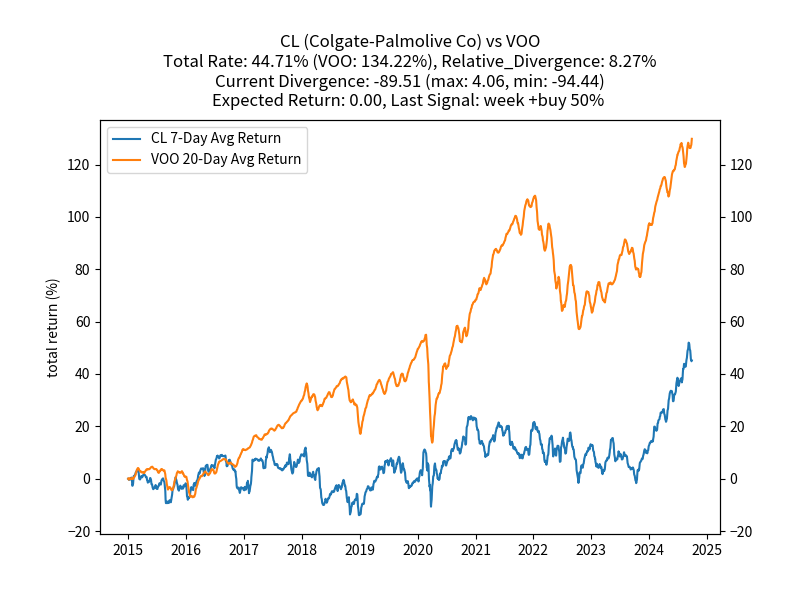 CL (Colgate-Palmolive Co) vs VOO
Total Rate: 44.71% (VOO: 134.22%), Relative_Divergence: 8.27%
Current Divergence: -89.51 (max: 4.06, min: -94.44)
Expected Return: 0.00, Last Signal: week +buy 50%
CL 7-Day Avg Return
VOO 20-Day Avg Return
total return (%)
120 120
100 100
80 80
60 60
40 40
20 20
0 0
−20 −20
2015 2016 2017 2018 2019 2020 2021 2022 2023 2024 2025